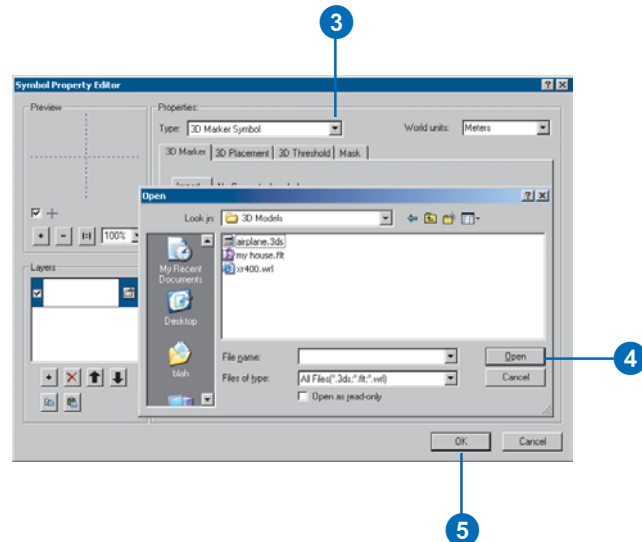 3
Symbol Property Editor
Preview
Properties:
Type: 3D Marker Symbol
World units: Meters
3D Marker 3D Placement 3D Threshold Mask
Open
Look in: 3D Models
100%
airplane.3ds
my house.flt
xr400.wrl
My Recent
Documents
Desktop
blah
Layers
File name:
Open
4
Files of type: All Files(*.3ds;*.flt;*.wrl)
Cancel
Open as read-only
OK
Cancel
5